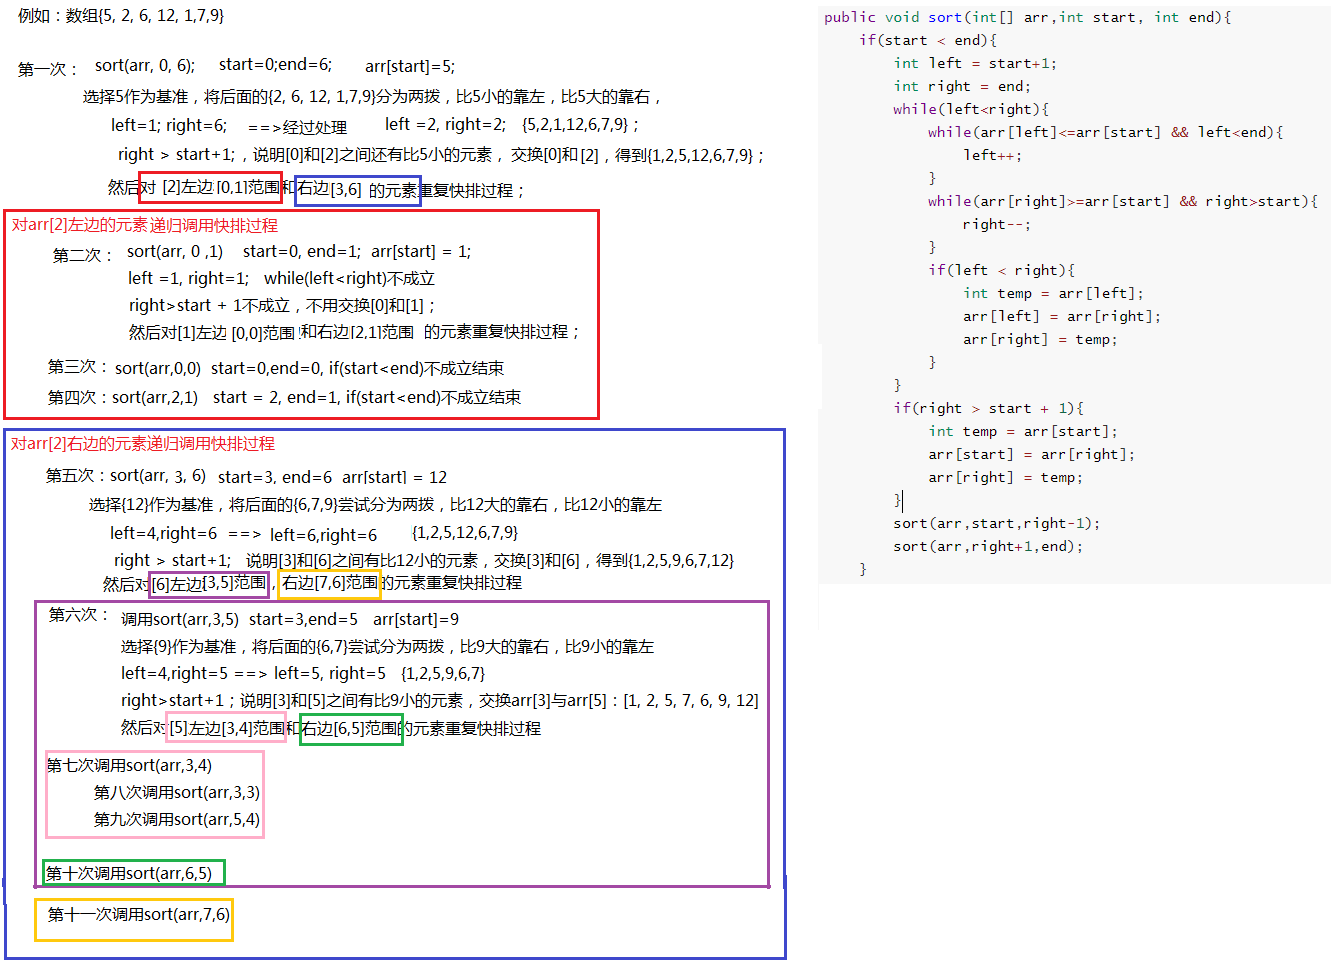 例如：数组{5, 2, 6, 12, 1,7,9}
第一次： sort(arr, 0, 6); start=0;end=6; arr[start]=5;
选择5作为基准，将后面的{2, 6, 12, 1,7,9}分为两拨，比5小的靠左，比5大的靠右，
left=1; right=6; ==>经过处理 left =2, right=2; {5,2,1,12,6,7,9}；
right > start+1;，说明[0]和[2]之间还有比5小的元素，交换[0]和[2]，得到{1,2,5,12,6,7,9}；
然后对 [2]左边[0,1]范围和右边[3,6] 的元素重复快排过程；
对arr[2]左边的元素递归调用快排过程
第二次： sort(arr, 0 ,1) start=0, end=1; arr[start] = 1;
left =1, right=1; while(left<right)不成立
right>start + 1不成立，不用交换[0]和[1]；
然后对[1]左边 [0,0]范围 和右边[2,1]范围 的元素重复快排过程；
第三次：sort(arr,0,0) start=0,end=0, if(start<end)不成立结束
第四次：sort(arr,2,1) start = 2, end=1, if(start<end)不成立结束
对arr[2]右边的元素递归调用快排过程
第五次：sort(arr, 3, 6) start=3, end=6 arr[start] = 12
选择{12}作为基准，将后面的{6,7,9}尝试分为两拨，比12大的靠右，比12小的靠左
left=4,right=6 ==> left=6,right=6 {1,2,5,12,6,7,9}
right > start+1; 说明[3]和[6]之间有比12小的元素，交换[3]和[6]，得到{1,2,5,9,6,7,12}
然后对[6]左边[3,5]范围，右边[7,6]范围的元素重复快排过程
第六次： 调用sort(arr,3,5) start=3,end=5 arr[start]=9
选择{9}作为基准，将后面的{6,7}尝试分为两拨，比9大的靠右，比9小的靠左
left=4,right=5 ==> left=5, right=5 {1,2,5,9,6,7}
right>start+1；说明[3]和[5]之间有比9小的元素，交换arr[3]与arr[5]：[1, 2, 5, 7, 6, 9, 12]
然后对[5]左边[3,4]范围和右边[6,5]范围的元素重复快排过程
第七次调用sort(arr,3,4)
第八次调用sort(arr,3,3)
第九次调用sort(arr,5,4)
第十次调用sort(arr,6,5)
第十一次调用sort(arr,7,6)
public void sort(int[] arr,int start, int end){
if(start < end){
int left = start+1;
int right = end;
while(left<right){
while(arr[left]<=arr[start] && left<end){
left++;
}
while(arr[right]>=arr[start] && right>start){
right--;
}
if(left < right){
int temp = arr[left];
arr[left] = arr[right];
arr[right] = temp;
}
}
if(right > start + 1){
int temp = arr[start];
arr[start] = arr[right];
arr[right] = temp;
}
sort(arr,start,right-1);
sort(arr,right+1,end);
}